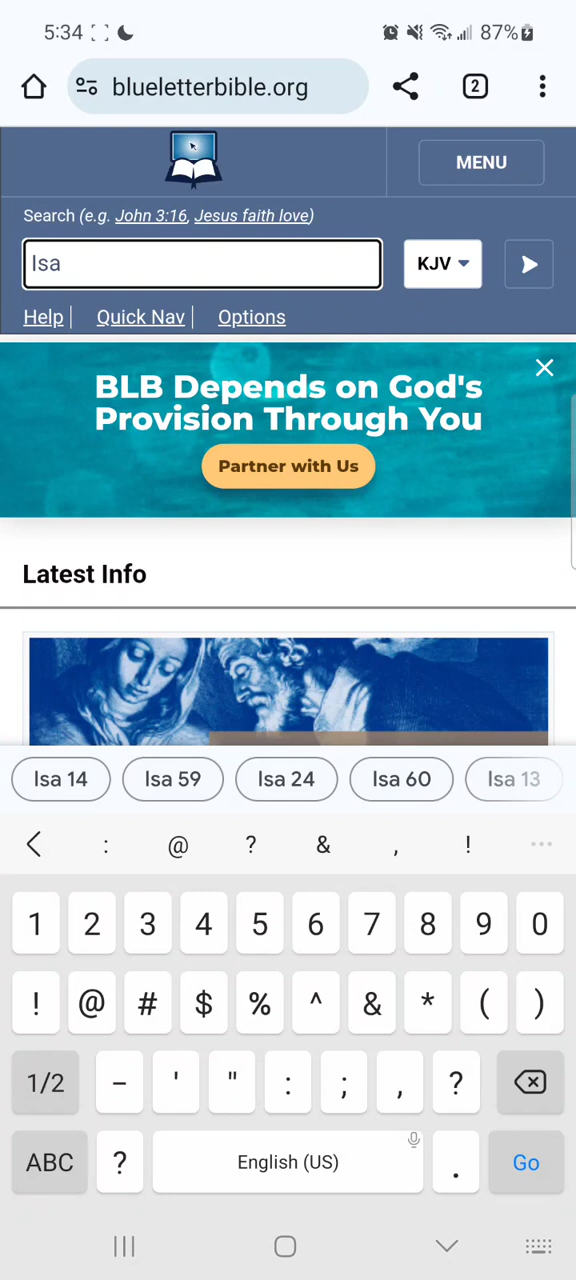 5:34 87%
blueletterbible.org 2
MENU
Search (e.g. John 3:16, Jesus faith love)
Isa KJV
Help| Quick Nav| Options
BLB Depends on God's
Provision Through You
Partner with Us
Latest Info
Isa 14 Isa 59 Isa 24 Isa 60 Isa 13
: @ ? & , ! ...
1 2 3 4 5 6 7 8 9 0
! @ # $ % ^ & * ( )
1/2 - ' " : ; , ?
ABC ? English (US) . Go